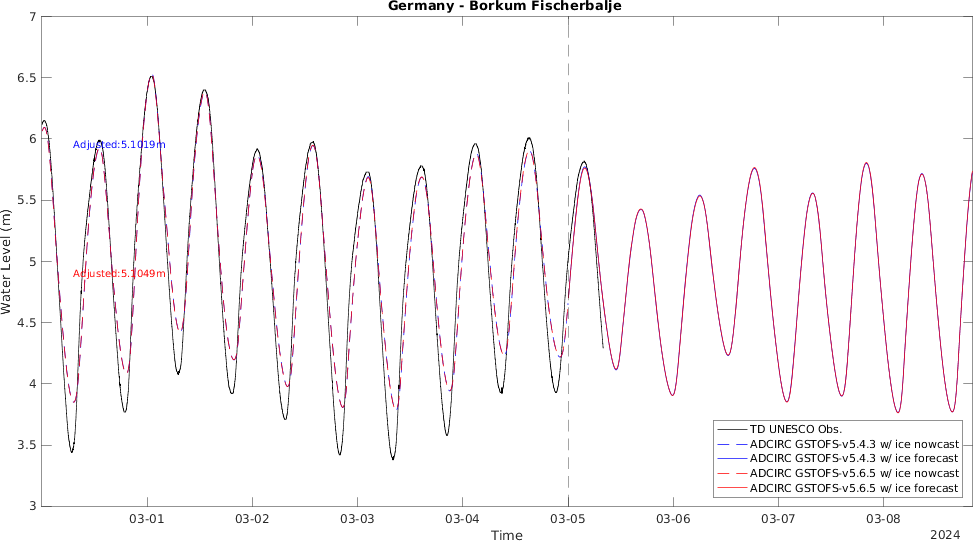 Germany - Borkum Fischerbalje
7
6.5
6
5.5
5
4.5
4
3.5
3
Water Level (m)
Adjusted:5.1019m
Adjusted:5.1049m
TD UNESCO Obs.
ADCIRC GSTOFS-v5.4.3 w/ ice nowcast
ADCIRC GSTOFS-v5.4.3 w/ ice forecast
ADCIRC GSTOFS-v5.6.5 w/ ice nowcast
ADCIRC GSTOFS-v5.6.5 w/ ice forecast
03-01 03-02 03-03 03-04 03-05 03-06 03-07 03-08
Time
2024